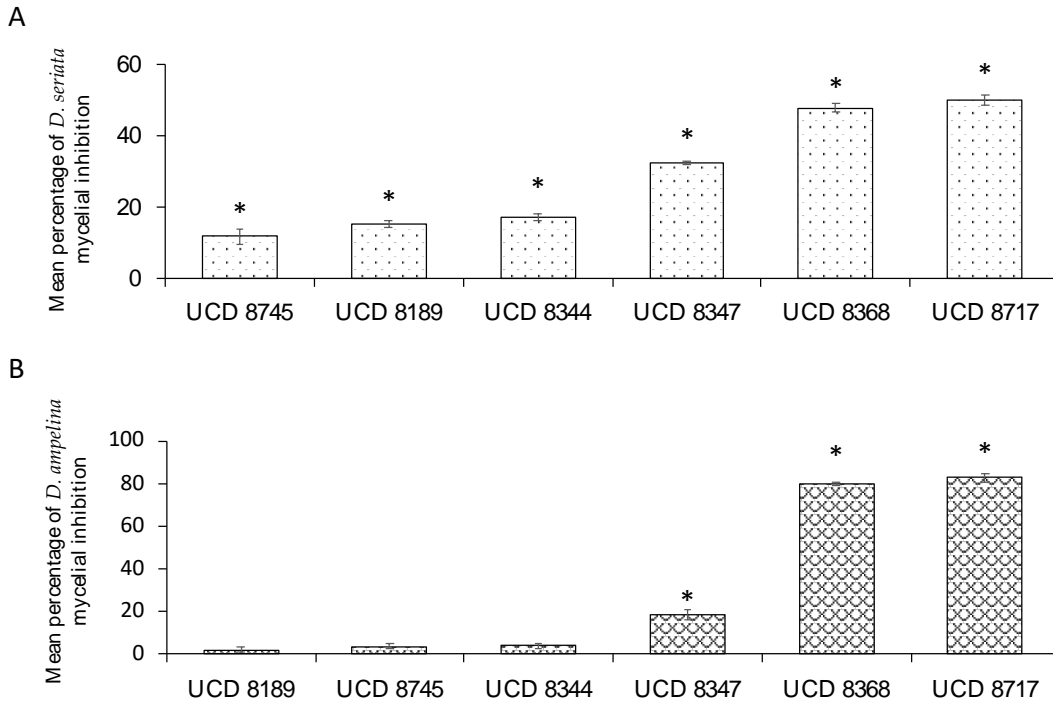 A
Mean percentage of D. seriata
mycelial inhibition
60
40
20
0
* * * * * *
UCD 8745 UCD 8189 UCD 8344 UCD 8347 UCD 8368 UCD 8717
B
Mean percentage of D. ampelina
mycelial inhibition
100
80
60
40
20
0
* * *
UCD 8189 UCD 8745 UCD 8344 UCD 8347 UCD 8368 UCD 8717